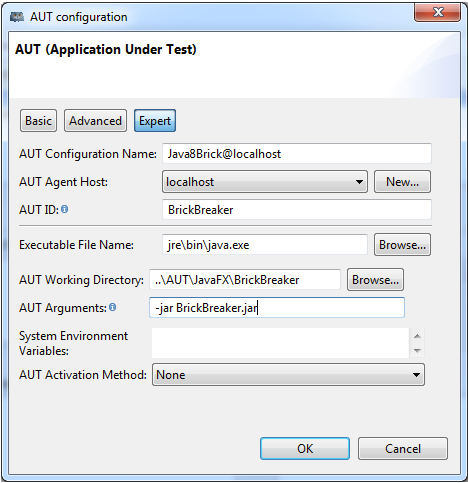 AUT configuration
AUT (Application Under Test)
Basic Advanced Expert
AUT Configuration Name: Java8Brick@localhost
AUT Agent Host: localhost New...
AUT ID: BrickBreaker
Executable File Name: jre\bin\java.exe Browse...
AUT Working Directory: ..\AUT\JavaFX\BrickBreaker Browse...
AUT Arguments: -jar BrickBreaker.jar
System Environment
Variables:
AUT Activation Method: None
OK Cancel